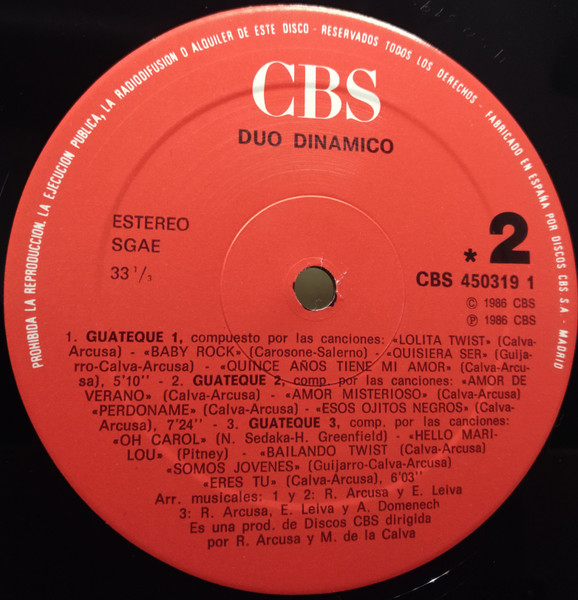 PROHIBIDA LA REPRODUCCION, LA EJECUCION PUBLICA, LA RADIODIFUSION O ALQUILER DE ESTE DISCO - RESERVADOS TODOS LOS DERECHOS - FABRICADO EN ESPAÑA POR DISCOS CBS S.A. - MADRID
CBS
DUO DINAMICO
ESTEREO
SGAE
33 1/3
* 2
CBS 450319 1
© 1986 CBS
℗ 1986 CBS
1. GUATEQUE 1, compuesto por las canciones: «LOLITA TWIST» (Calva-
Arcusa) - «BABY ROCK» (Carosone-Salerno) - «QUISIERA SER» (Guija-
rro-Calva-Arcusa) - «QUINCE AÑOS TIENE MI AMOR» (Calva-Arcu-
sa), 5'10'' - 2. GUATEQUE 2, comp. por las canciones: «AMOR DE
VERANO» (Calva-Arcusa) - «AMOR MISTERIOSO» (Calva-Arcusa) -
«PERDONAME» (Calva-Arcusa) - «ESOS OJITOS NEGROS» (Calva-
Arcusa), 7'24'' - 3. GUATEQUE 3, comp. por las canciones:
«OH CAROL» (N. Sedaka-H. Greenfield) - «HELLO MARI-
LOU» (Pitney) - «BAILANDO TWIST (Calva-Arcusa)
«SOMOS JOVENES» (Guijarro-Calva-Arcusa)
«ERES TU» (Calva-Arcusa), 6'03''
Arr. musicales: 1 y 2: R. Arcusa y E. Leiva
3: R. Arcusa, E. Leiva y A. Domenech
Es una prod. de Discos CBS dirigida
por R. Arcusa y M. de la Calva